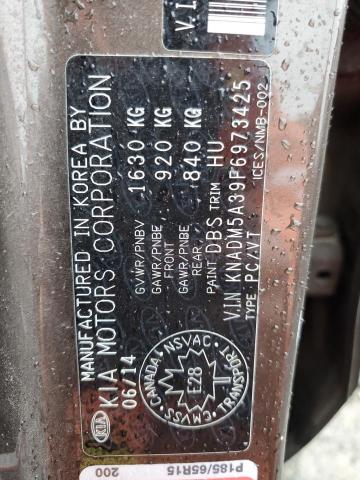 V.I
MANUFACTURED IN KOREA BY
KIA KIA MOTORS CORPORATION
06/14
GVWR/PNBV 1630 KG
GAWR/PNBE FRONT 920 KG
GAWR/PNBE REAR 840 KG
PAINT DBS TRIM HU
ICES/NMB-002
V.I.N KNADM5A39F6973425
TYPE: PC/VT
CANADA
NSVAC
E28
CMVSS
TRANSPORT
P185/65R15
200